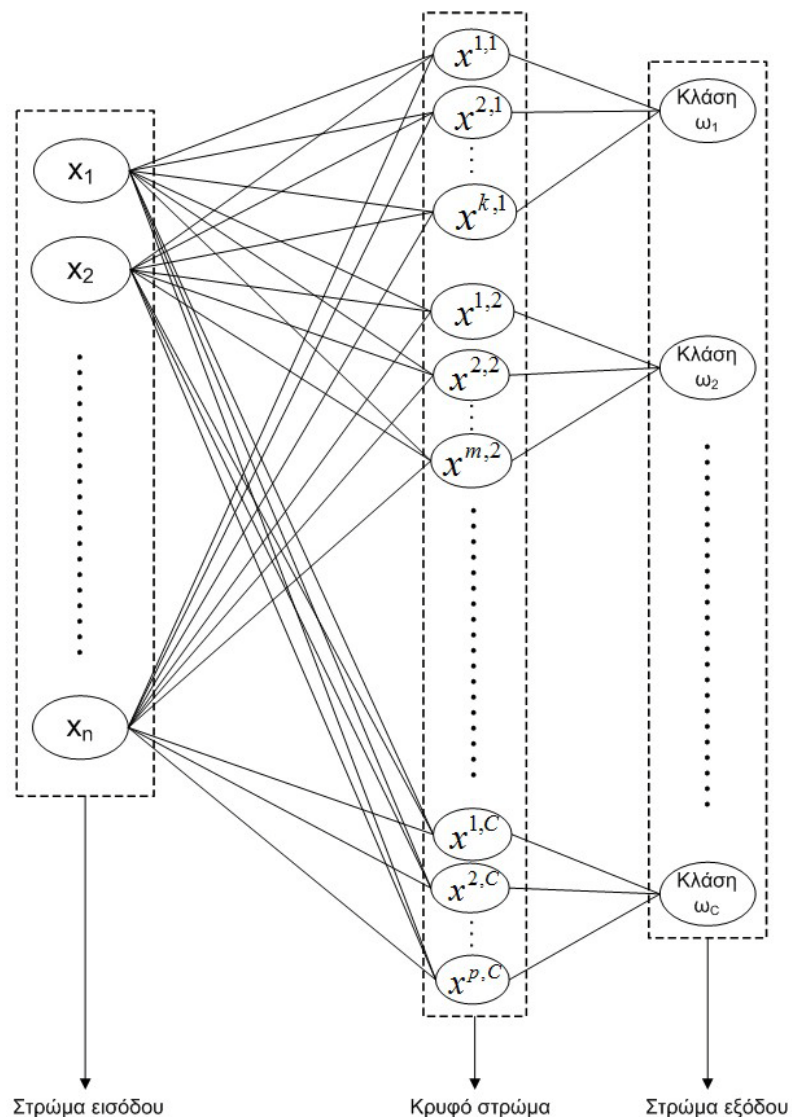 x₁
x₂
xₙ
x^{1,1}
x^{2,1}
x^{k,1}
x^{1,2}
x^{2,2}
x^{m,2}
x^{1,C}
x^{2,C}
x^{p,C}
Κλάση
ω₁
Κλάση
ω₂
Κλάση
ω_C
Στρώμα εισόδου
Κρυφό στρώμα
Στρώμα εξόδου